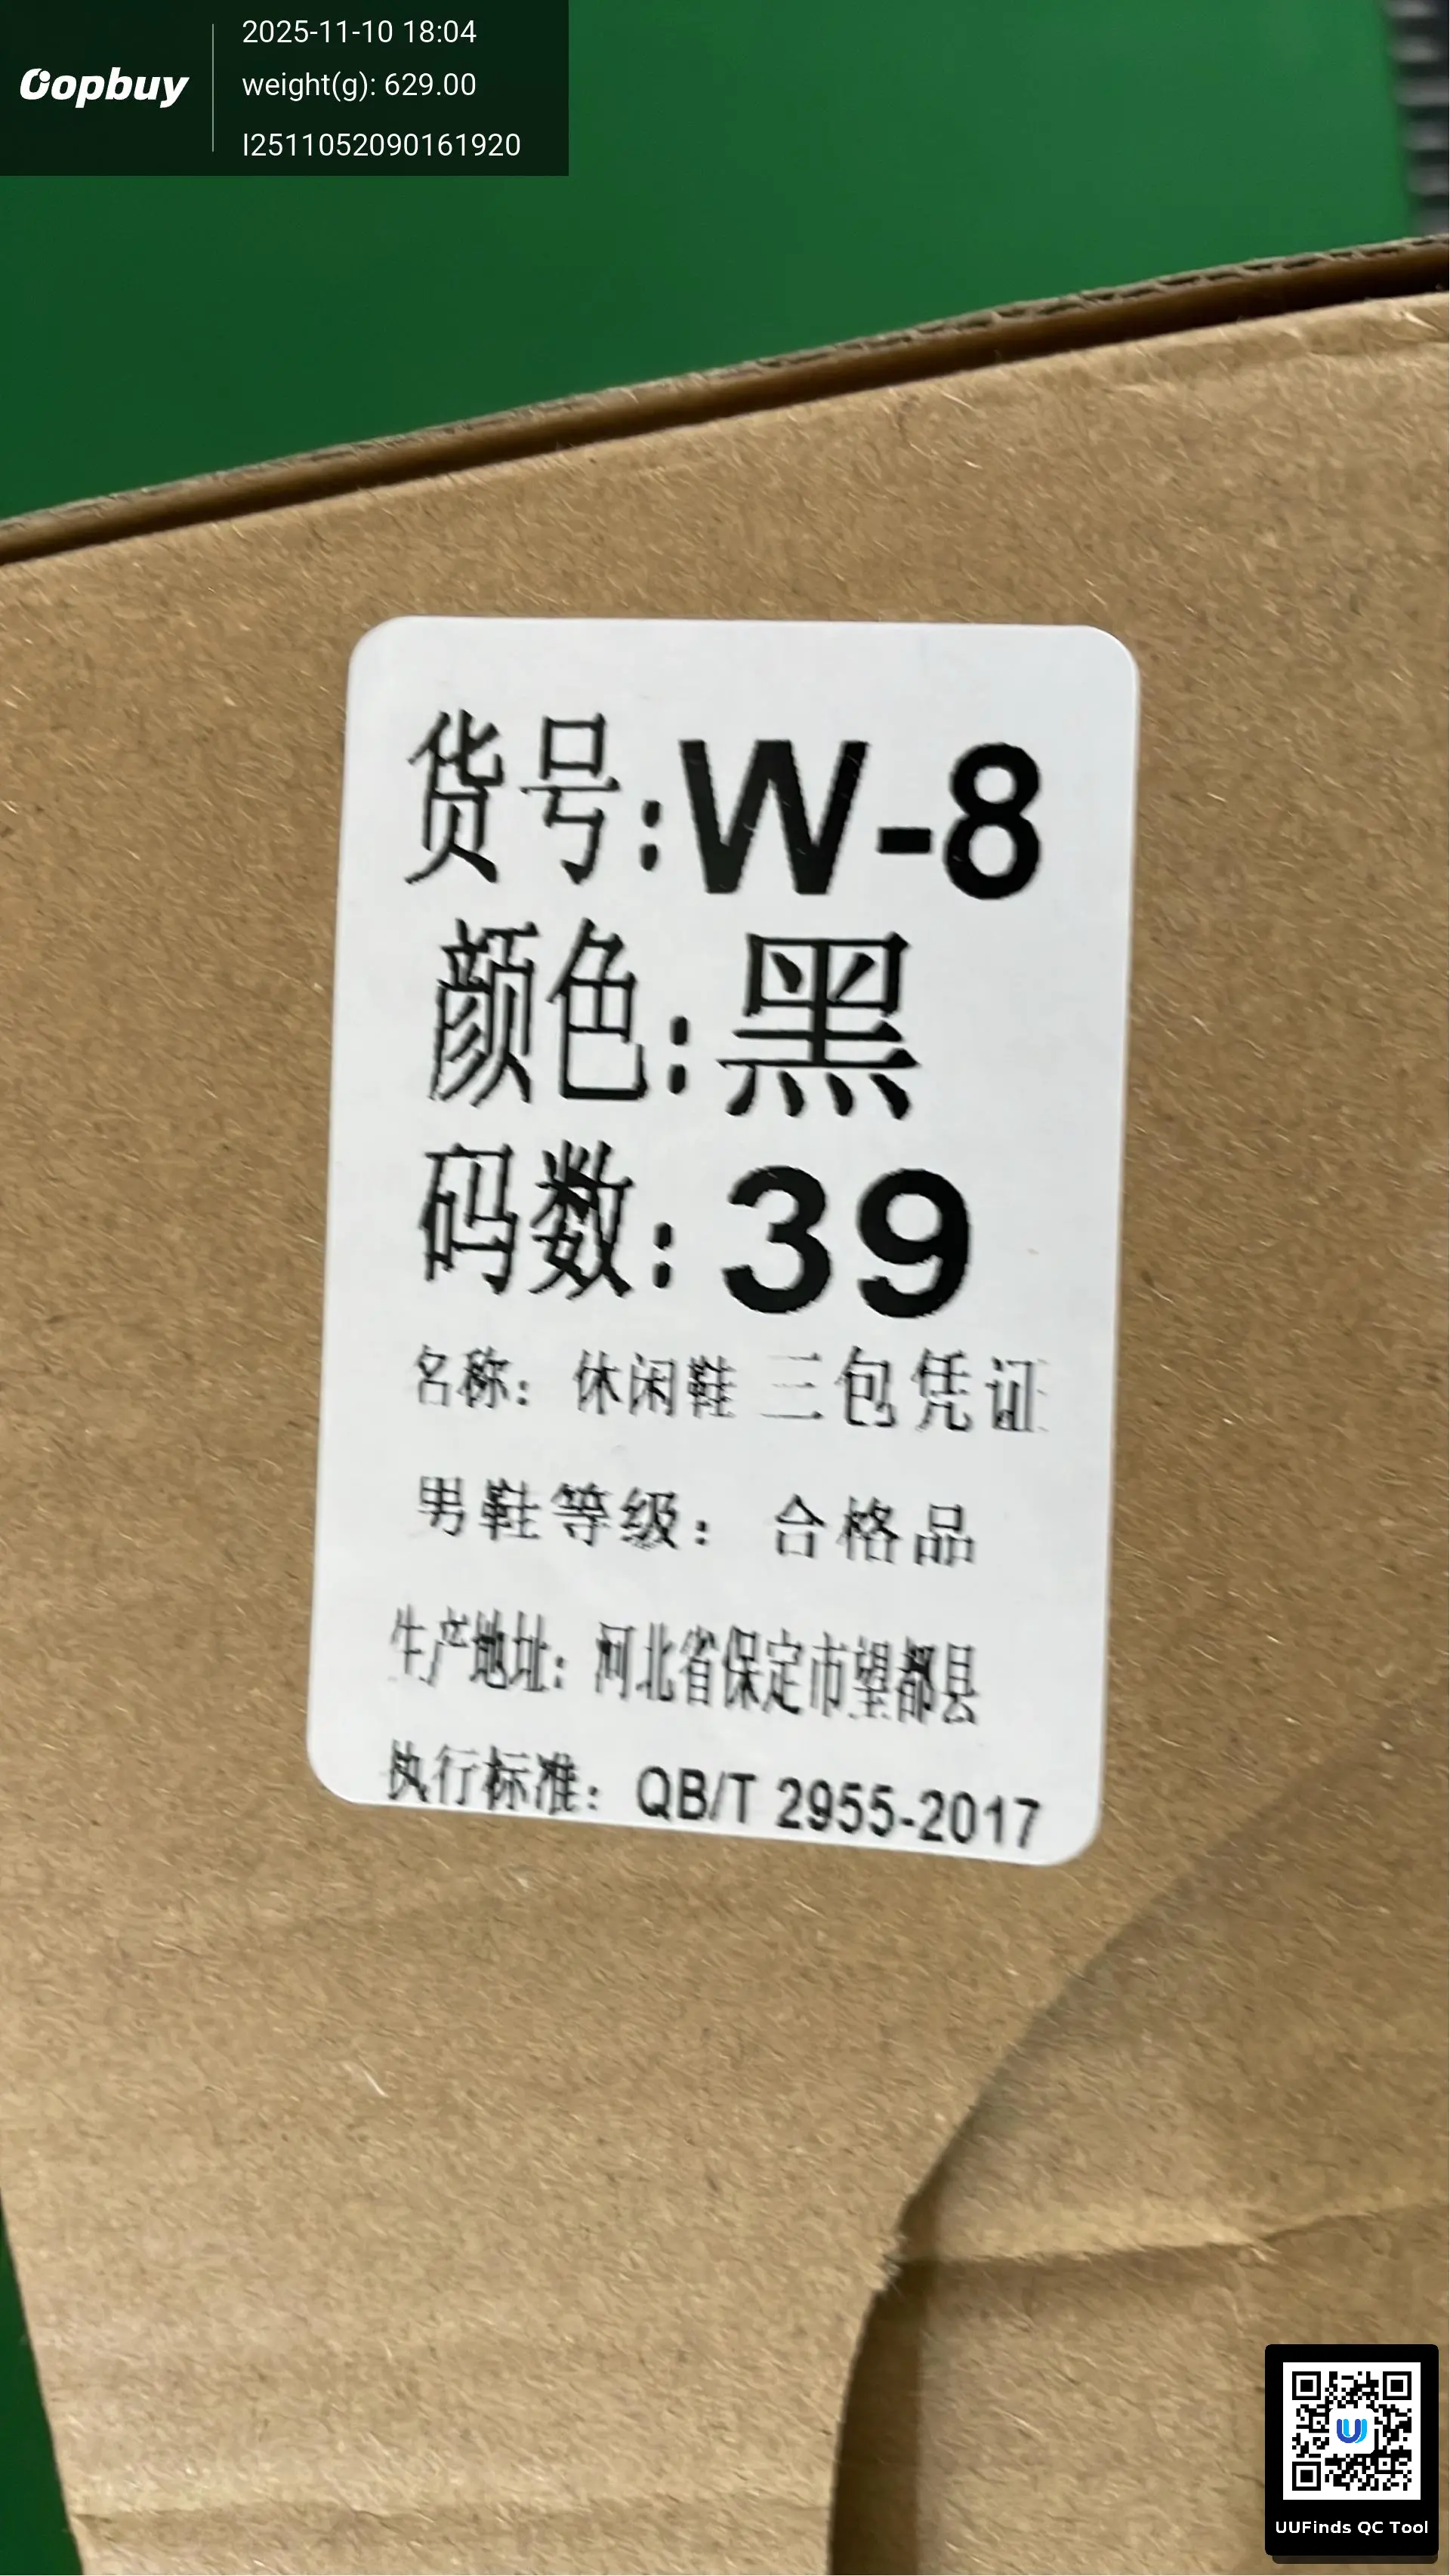 Oopbuy
2025-11-10 18:04
weight(g): 629.00
I2511052090161920
货号:W-8
颜色:黑
码数:39
名称: 休闲鞋 三包凭证
男鞋等级: 合格品
生产地址: 河北省保定市望都县
执行标准: QB/T 2955-2017
UUFinds QC Tool